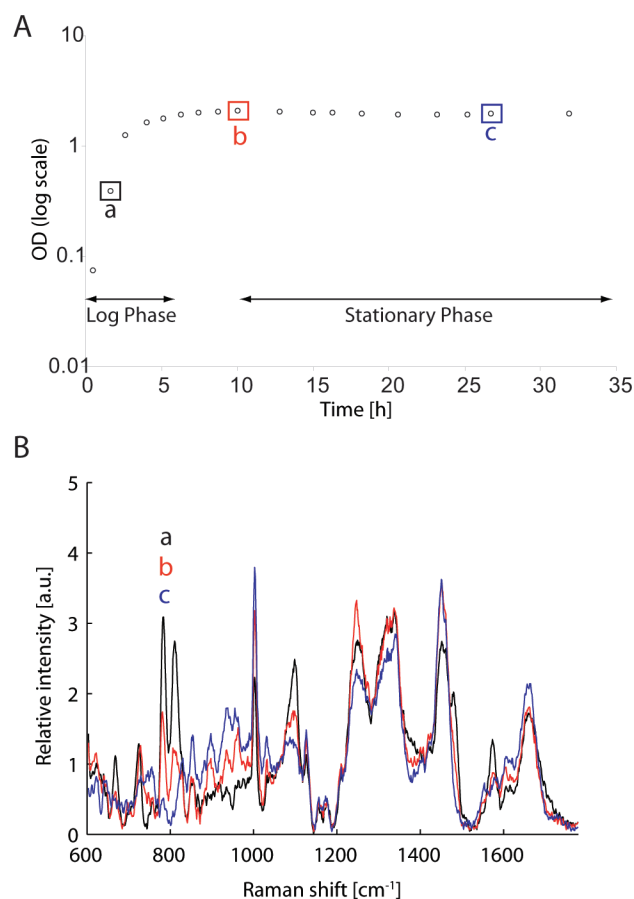 A
10
1
0.1
0.01
OD (log scale)
a
b
c
Log Phase
Stationary Phase
0
5
10
15
20
25
30
35
Time [h]
B
5
4
3
2
1
0
Relative intensity [a.u.]
a
b
c
600
800
1000
1200
1400
1600
Raman shift [cm-1]